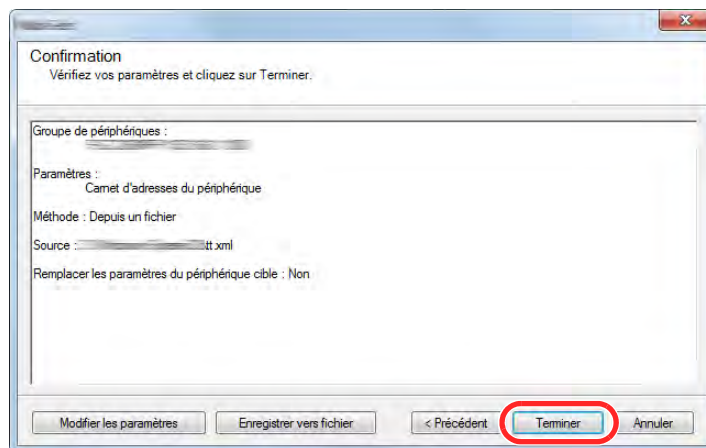 Confirmation
Vérifiez vos paramètres et cliquez sur Terminer.
Groupe de périphériques :
Paramètres :
Carnet d'adresses du périphérique
Méthode : Depuis un fichier
Source : tt.xml
Remplacer les paramètres du périphérique cible : Non
Modifier les paramètres Enregistrer vers fichier < Précédent Terminer Annuler